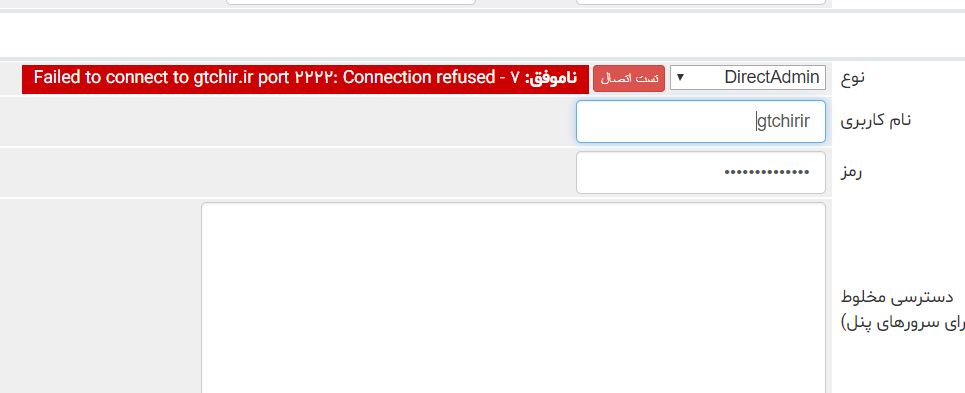 نوع
DirectAdmin
تست اتصال
ناموفق: ۷ - Failed to connect to gtchir.ir port ۲۲۲۲: Connection refused
نام کاربری
gtchirir
رمز
••••••••••••••
دسترسی مخلوط
رای سرورهای پنل)